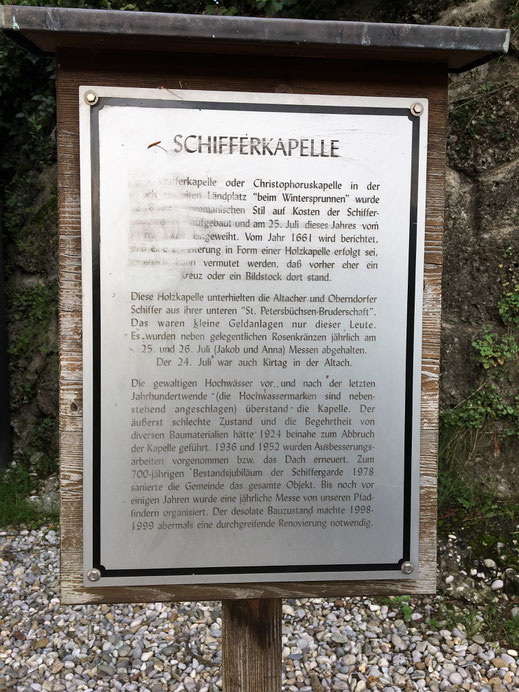 SCHIFFERKAPELLE
Schifferkapelle oder Christophoruskapelle in der
alten Ländplatz "beim Wintersprunnen" wurde
romanischen Stil auf Kosten der Schiffer-
aufgebaut und am 25. Juli dieses Jahres vom
eingeweiht. Vom Jahr 1661 wird berichtet,
in Form einer Holzkapelle erfolgt sei,
vermutet werden, daß vorher eher ein
oder ein Bildstock dort stand.
Diese Holzkapelle unterhielten die Altacher und Oberndorfer
Schiffer aus ihrer unteren "St. Petersbüchsen-Bruderschaft".
Das waren kleine Geldanlagen nur dieser Leute.
Es wurden neben gelegentlichen Rosenkränzen jährlich am
25. und 26. Juli (Jakob und Anna) Messen abgehalten.
Der 24. Juli war auch Kirtag in der Altach.
Die gewaltigen Hochwässer vor und nach der letzten
Jahrhundertwende (die Hochwassermarken sind neben-
stehend angeschlagen) überstand die Kapelle. Der
äußerst schlechte Zustand und die Begehrtheit von
diversen Baumaterialien hätte 1924 beinahe zum Abbruch
der Kapelle geführt. 1936 und 1952 wurden Ausbesserungs-
arbeiten vorgenommen bzw. das Dach erneuert. Zum
700-jährigen Bestandsjubiläum der Schiffergarde 1978
sanierte die Gemeinde das gesamte Objekt. Bis noch vor
einigen Jahren wurde eine jährliche Messe von unseren Pfad-
findern organisiert. Der desolate Bauzustand machte 1998-
1999 abermals eine durchgreifende Renovierung notwendig.